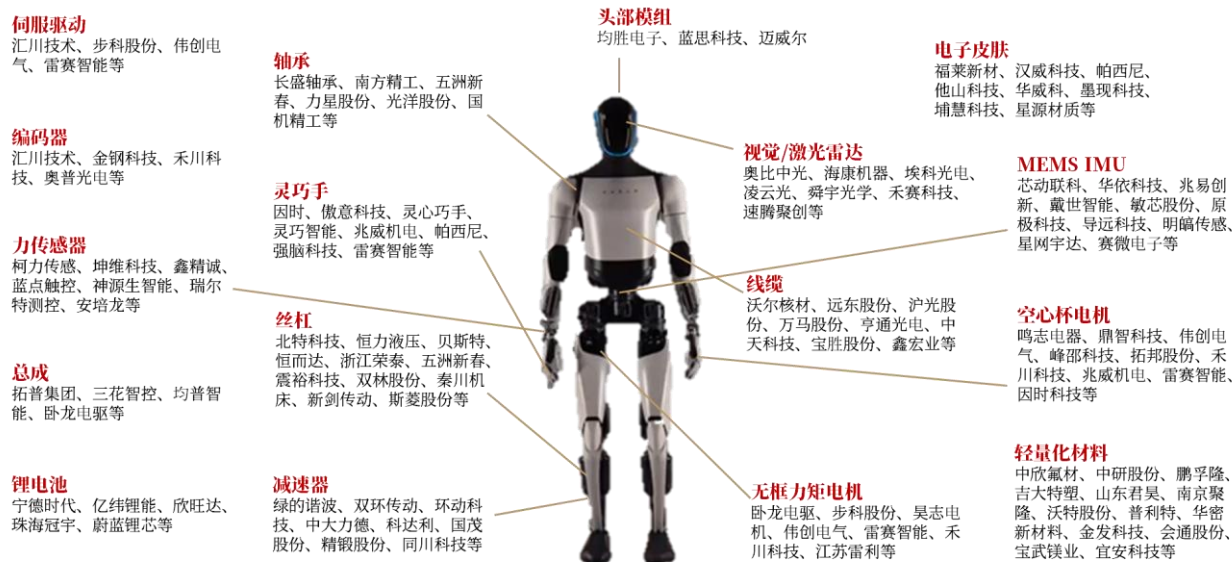 伺服驱动
汇川技术、步科股份、伟创电
气、雷赛智能等
编码器
汇川技术、金钢科技、禾川科
技、奥普光电等
力传感器
柯力传感、坤维科技、鑫精诚、
蓝点触控、神源生智能、瑞尔
特测控、安培龙等
总成
拓普集团、三花智控、均普智
能、卧龙电驱等
锂电池
宁德时代、亿纬锂能、欣旺达、
珠海冠宇、蔚蓝锂芯等
轴承
长盛轴承、南方精工、五洲新
春、力星股份、光洋股份、国
机精工等
灵巧手
因时、傲意科技、灵心巧手、
灵巧智能、兆威机电、帕西尼、
强脑科技、雷赛智能等
丝杠
北特科技、恒力液压、贝斯特、
恒而达、浙江荣泰、五洲新春、
震裕科技、双林股份、秦川机
床、新剑传动、斯菱股份等
减速器
绿的谐波、双环传动、环动科
技、中大力德、科达利、国茂
股份、精锻股份、同川科技等
头部模组
均胜电子、蓝思科技、迈威尔
视觉/激光雷达
奥比中光、海康机器、埃科光电、
凌云光、舜宇光学、禾赛科技、
速腾聚创等
线缆
沃尔核材、远东股份、沪光股
份、万马股份、亨通光电、中
天科技、宝胜股份、鑫宏业等
无框力矩电机
卧龙电驱、步科股份、昊志电
机、伟创电气、雷赛智能、禾
川科技、江苏雷利等
电子皮肤
福莱新材、汉威科技、帕西尼、
他山科技、华威科、墨现科技、
埔慧科技、星源材质等
MEMS IMU
芯动联科、华依科技、兆易创
新、戴世智能、敏芯股份、原
极科技、导远科技、明皜传感、
星网宇达、赛微电子等
空心杯电机
鸣志电器、鼎智科技、伟创电
气、峰岹科技、拓邦股份、禾
川科技、兆威机电、雷赛智能、
因时科技等
轻量化材料
中欣氟材、中研股份、鹏孚隆、
吉大特塑、山东君昊、南京聚
隆、沃特股份、普利特、华密
新材料、金发科技、会通股份、
宝武镁业、宜安科技等